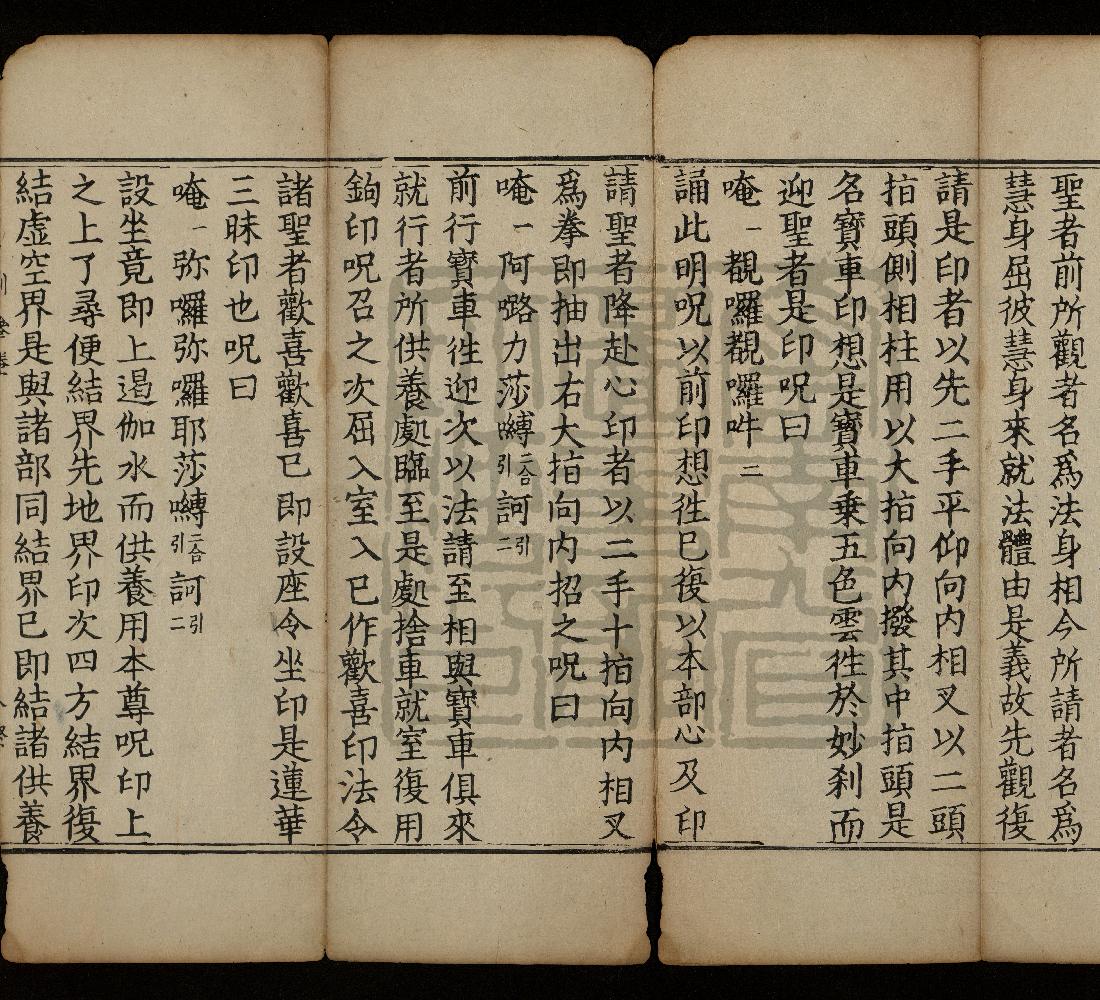 聖者前所觀者名爲法身相今所請者名爲
慧身屈彼慧身來就法體由是義故先觀復
請是印者以先二手平仰向内相叉以二頭
指頭側相柱用以大指向内撥其中指頭是
名寶車印想是寶車乗五色雲徃於妙刹而
迎聖者是印呪曰
唵一覩囉覩囉吽二
誦此明呪以前印想徃已復以本部心及印
請聖者降赴心印者以二手十指向内相叉
爲拳即抽出右大指向内招之呪曰
唵一阿嚧力莎嚩二合引訶引二
前行寶車徃迎次以法請至相與寶車俱來
就行者所供養處臨至是處捨車就室復用
鉤印呪召之次屈入室入已作歡喜印法令
諸聖者歡喜歡喜已即設座令坐印是蓮華
三昧印也呪曰
唵一弥囉弥囉耶莎嚩二合引訶引二
設坐竟即上遏伽水而供養用本尊呪印上
之上了尋便結界先地界印次四方結界復
結虛空界是與諸部同結界已即結諸供養